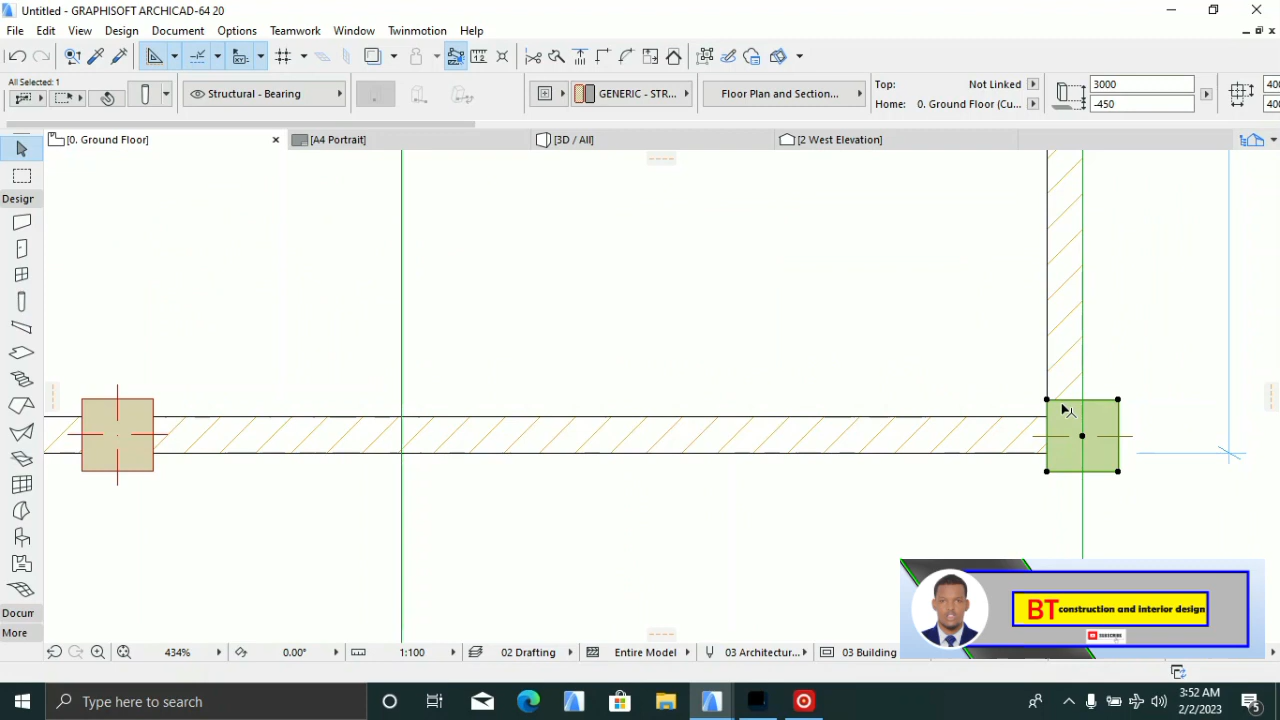 Untitled - GRAPHISOFT ARCHICAD-64 20
File Edit View Design Document Options Teamwork Window Twinmotion Help
All Selected: 1
Structural - Bearing
GENERIC - STR...
Floor Plan and Section...
Top: Not Linked
Home: 0. Ground Floor (Cu...
3000
-450
[0. Ground Floor]
[A4 Portrait]
[3D / All]
[2 West Elevation]
Design
Docum
More
BT construction and interior design
SUBSCRIBE
434%
0.00°
1:100
02 Drafting
Entire Model
03 Architectur...
03 Building
Type here to search
3:52 AM
2/2/2023
5